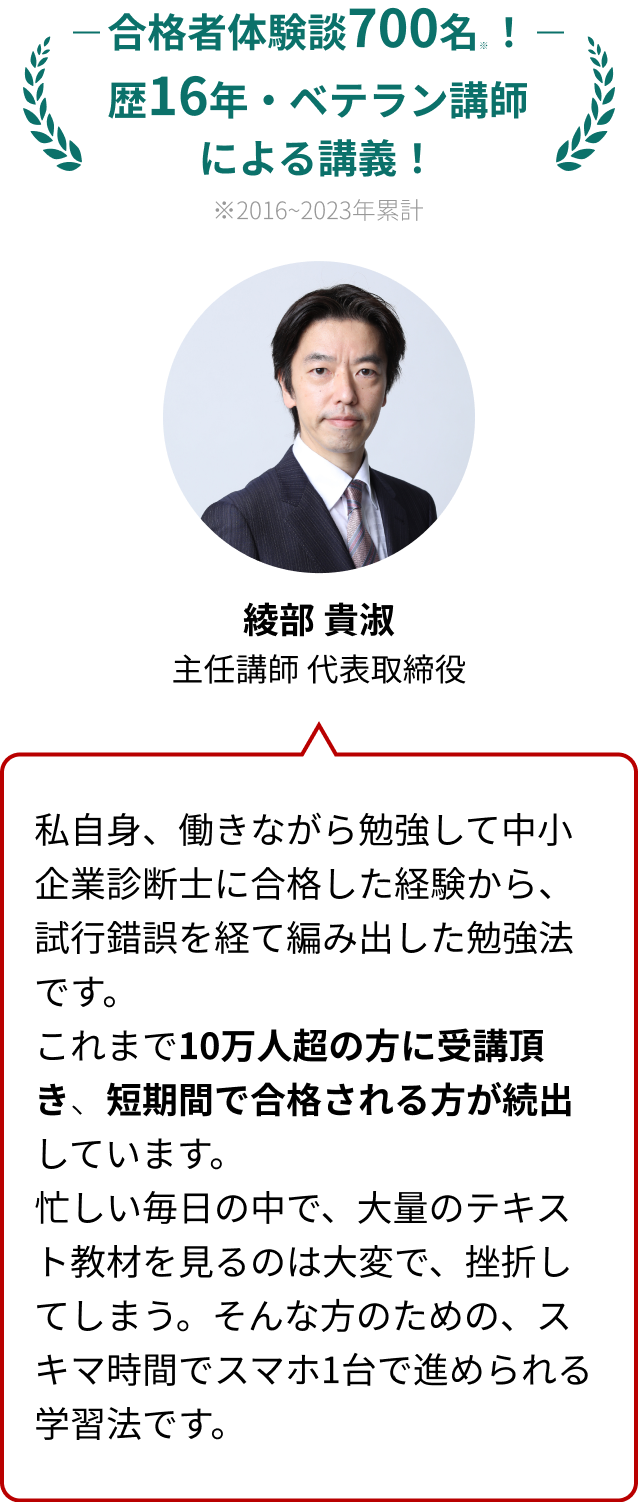 合格者体験談700名※！
歴16年・ベテラン講師
による講義！
※2016~2023年累計
綾部 貴淑
主任講師 代表取締役
私自身、働きながら勉強して中小
企業診断士に合格した経験から、
試行錯誤を経て編み出した勉強法
です。
これまで10万人超の方に受講頂
き、短期間で合格される方が続出
しています。
忙しい毎日の中で、大量のテキス
ト教材を見るのは大変で、挫折し
てしまう。そんな方のための、ス
キマ時間でスマホ1台で進められる
学習法です。